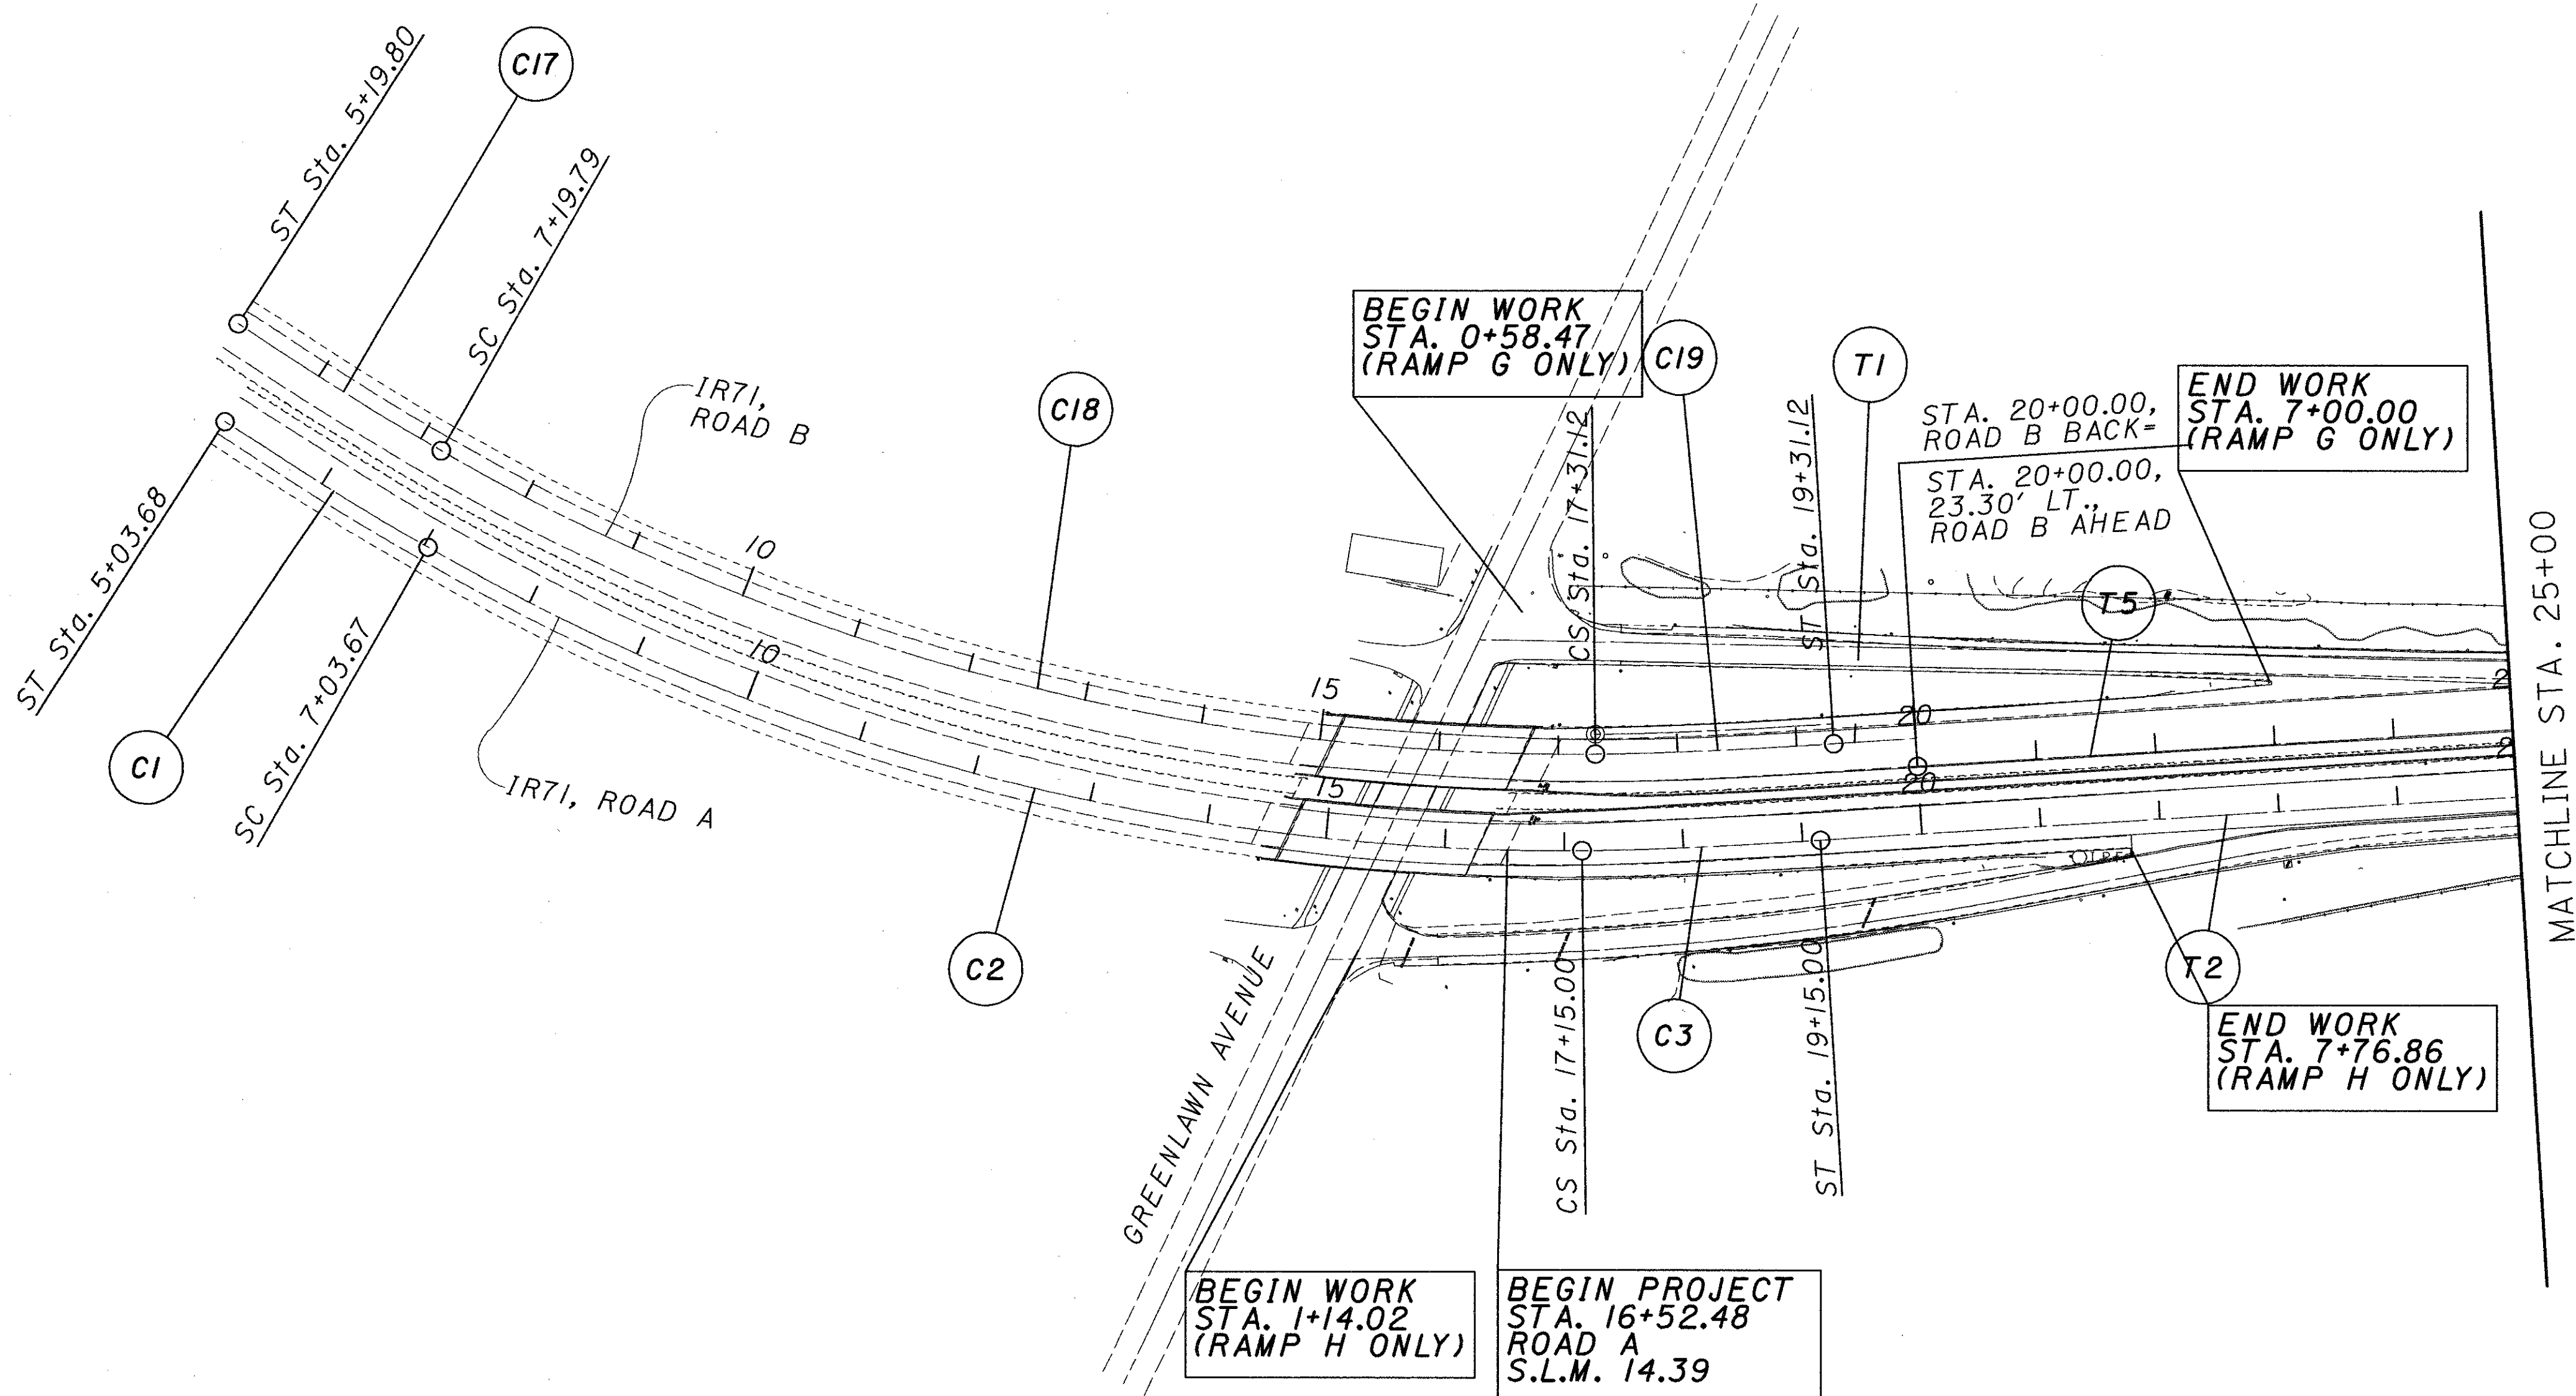 ST Sta. 5+19.80
C17
SC Sta. 7+19.79
IR71,
ROAD B
C18
10
BEGIN WORK
STA. 0+58.47
(RAMP G ONLY)
C19
T1
CS Sta. 17+31.12
ST Sta. 19+31.12
STA. 20+00.00,
ROAD B BACK=
STA. 20+00.00,
23.30' LT.,
ROAD B AHEAD
END WORK
STA. 7+00.00
(RAMP G ONLY)
T5
MATCHLINE STA. 25+00
ST Sta. 5+03.68
C1
SC Sta. 7+03.67
IR71, ROAD A
10
C2
15
15
20
20
2
2
GREENLAWN AVENUE
CS Sta. 17+15.00
C3
ST Sta. 19+15.00
T2
END WORK
STA. 7+76.86
(RAMP H ONLY)
BEGIN WORK
STA. 1+14.02
(RAMP H ONLY)
BEGIN PROJECT
STA. 16+52.48
ROAD A
S.L.M. 14.39